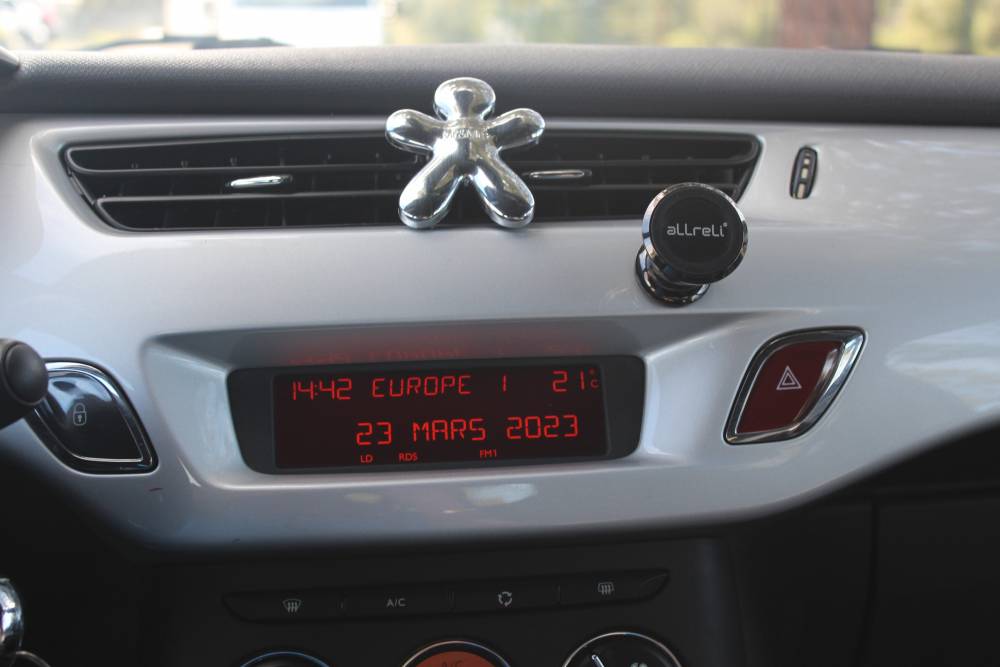 aLLreLi®
14:42 EUROPE 1 21°C
23 MARS 2023
LD RDS FM1
A/C
A/C